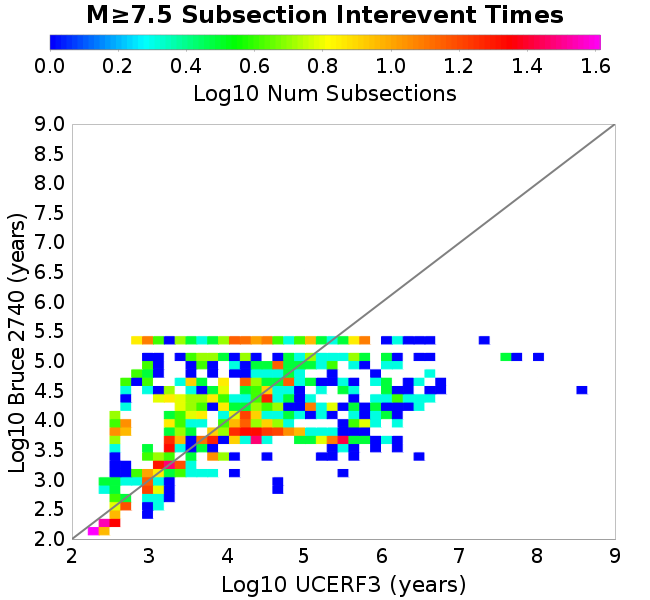 M≥7.5 Subsection Interevent Times
0.0 0.2 0.4 0.6 0.8 1.0 1.2 1.4 1.6
Log10 Num Subsections
Log10 Bruce 2740 (years)
9.0
8.5
8.0
7.5
7.0
6.5
6.0
5.5
5.0
4.5
4.0
3.5
3.0
2.5
2.0
2 3 4 5 6 7 8 9
Log10 UCERF3 (years)